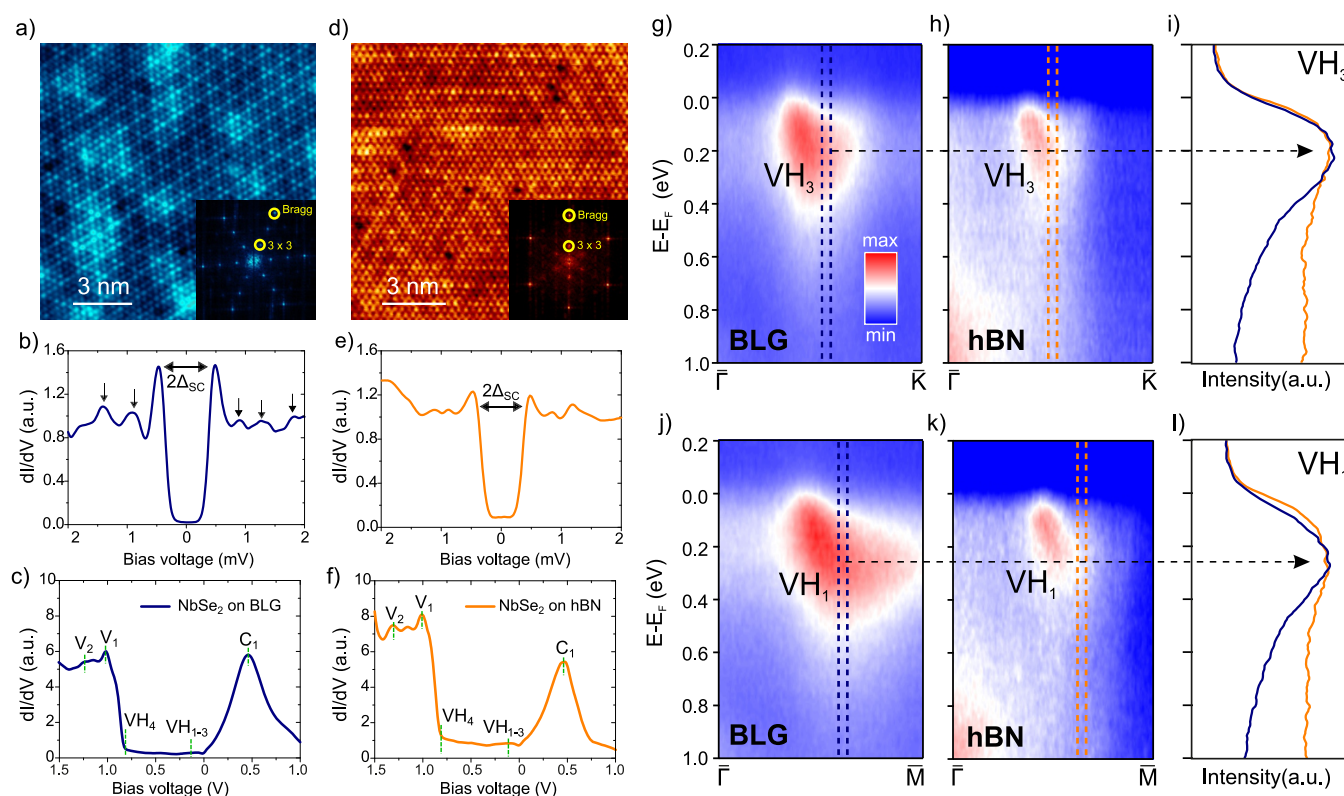 a)
Bragg
3 x 3
3 nm
d)
Bragg
3 x 3
3 nm
g)
h)
i)
0.2
0.0
0.2
0.4
0.6
0.8
1.0
E-E_F (eV)
VH₃
max
min
BLG
Γ̄
K̄
VH₃
hBN
Γ̄
K̄
VH₃
Intensity(a.u.)
b)
1.6
1.2
0.8
0.4
0.0
dI/dV (a.u.)
2Δ_SC
2 1 0 1 2
Bias voltage (mV)
e)
1.6
1.2
0.8
0.4
0.0
dI/dV (a.u.)
2Δ_SC
2 1 0 1 2
Bias voltage (mV)
c)
10
8
6
4
2
0
dI/dV (a.u.)
NbSe₂ on BLG
V₂
V₁
C₁
VH₄
VH₁₋₃
1.5 1.0 0.5 0 0.5 1.0
Bias voltage (V)
f)
10
8
6
4
2
0
dI/dV (a.u.)
NbSe₂ on hBN
V₂
V₁
C₁
VH₄
VH₁₋₃
1.5 1.0 0.5 0 0.5 1.0
Bias voltage (V)
j)
k)
l)
0.2
0.0
0.2
0.4
0.6
0.8
1.0
E-E_F (eV)
VH₁
BLG
Γ̄
M̄
VH₁
hBN
Γ̄
M̄
VH
Intensity(a.u.)